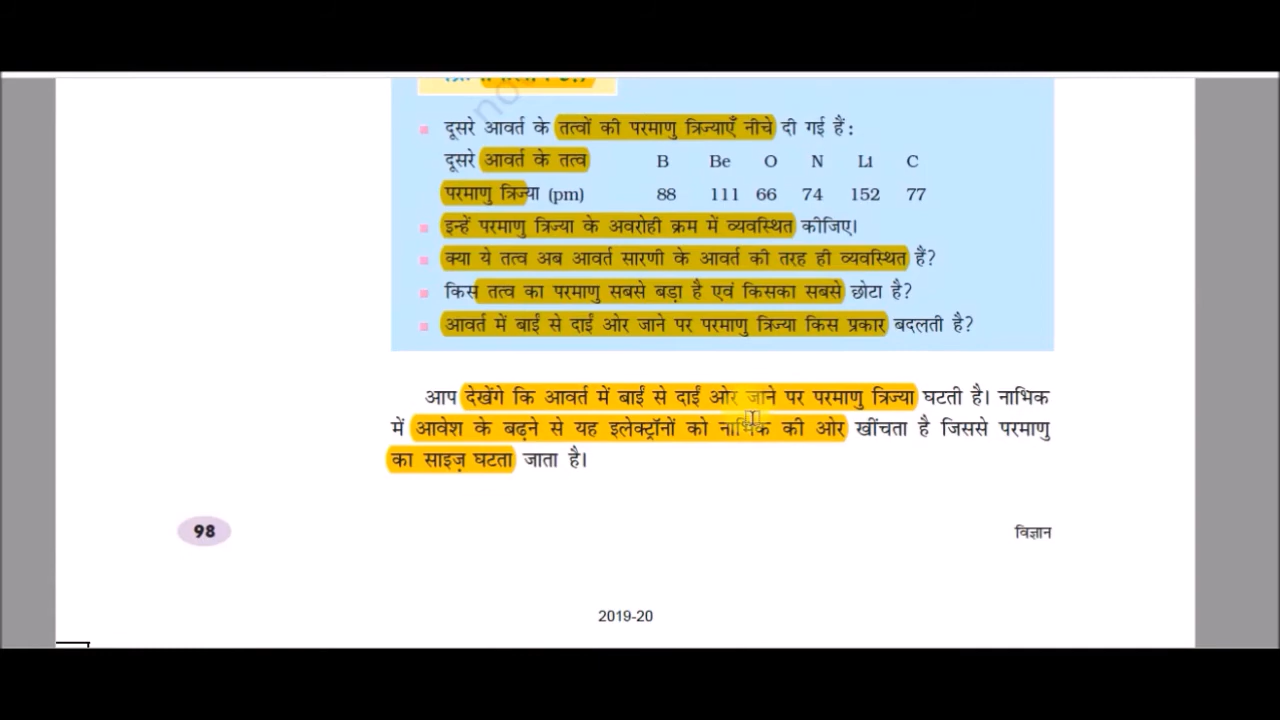 दूसरे आवर्त के तत्वों की परमाणु त्रिज्याएँ नीचे दी गई हैं:
दूसरे आवर्त के तत्व B Be O N Li C
परमाणु त्रिज्या (pm) 88 111 66 74 152 77
इन्हें परमाणु त्रिज्या के अवरोही क्रम में व्यवस्थित कीजिए।
क्या ये तत्व अब आवर्त सारणी के आवर्त की तरह ही व्यवस्थित हैं?
किस तत्व का परमाणु सबसे बड़ा है एवं किसका सबसे छोटा है?
आवर्त में बाईं से दाईं ओर जाने पर परमाणु त्रिज्या किस प्रकार बदलती है?
आप देखेंगे कि आवर्त में बाईं से दाईं ओर जाने पर परमाणु त्रिज्या घटती है। नाभिक
में आवेश के बढ़ने से यह इलेक्ट्रॉनों को नाभिक की ओर खींचता है जिससे परमाणु
का साइज़ घटता जाता है।
98 विज्ञान
2019-20